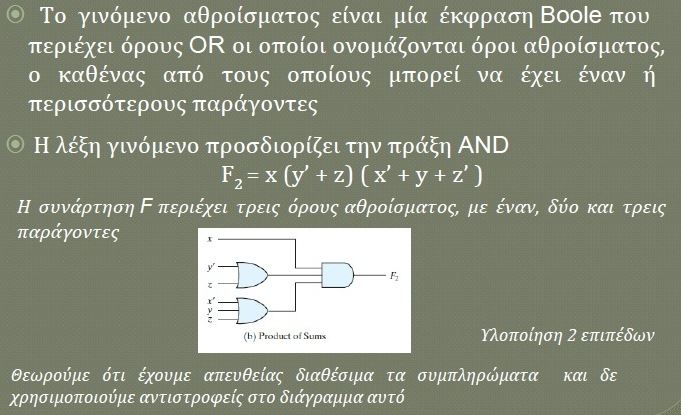 Το γινόμενο αθροίσματος είναι μία έκφραση Boole που
περιέχει όρους OR οι οποίοι ονομάζονται όροι αθροίσματος,
ο καθένας από τους οποίους μπορεί να έχει έναν ή
περισσότερους παράγοντες
Η λέξη γινόμενο προσδιορίζει την πράξη AND
F₂ = x (y’ + z) ( x’ + y + z’ )
Η συνάρτηση F περιέχει τρεις όρους αθροίσματος, με έναν, δύο και τρεις
παράγοντες
x
y′
z
F₂
x′
y
z
(b) Product of Sums
Υλοποίηση 2 επιπέδων
Θεωρούμε ότι έχουμε απευθείας διαθέσιμα τα συμπληρώματα και δε
χρησιμοποιούμε αντιστροφείς στο διάγραμμα αυτό